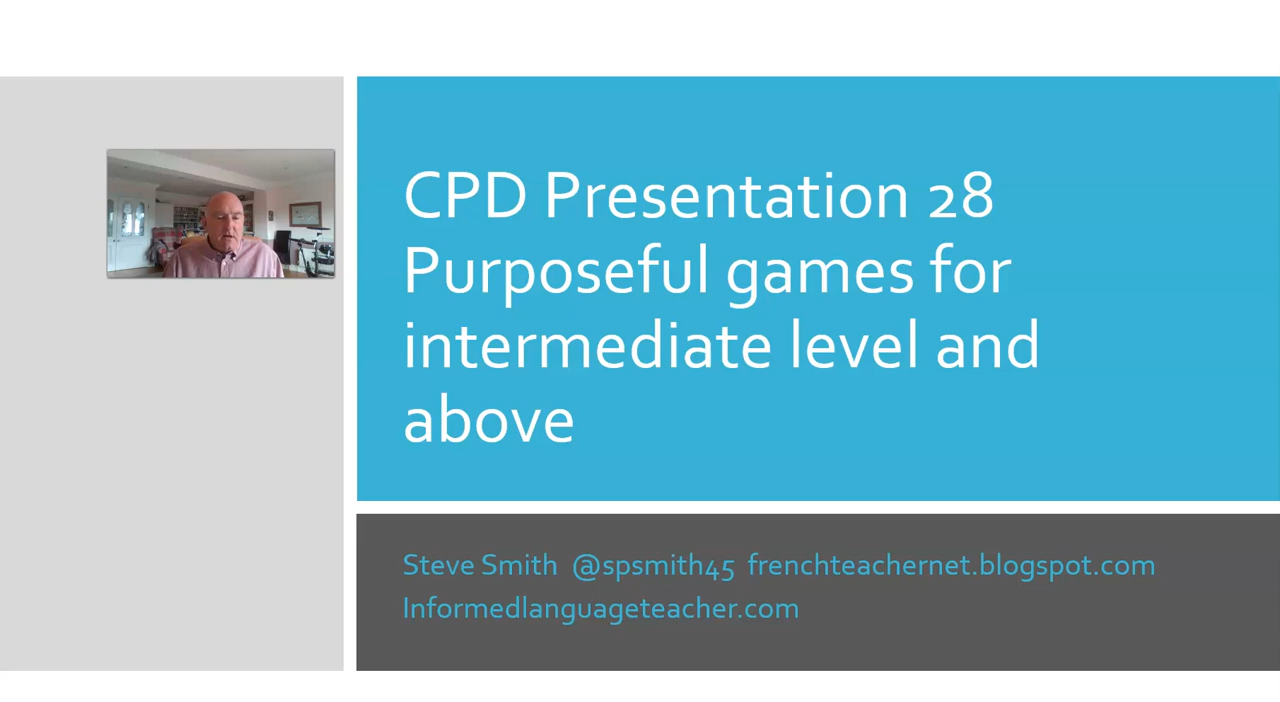 CPD Presentation 28
Purposeful games for
intermediate level and
above
Steve Smith @spsmith45 frenchteachernet.blogspot.com
Informedlanguageteacher.com